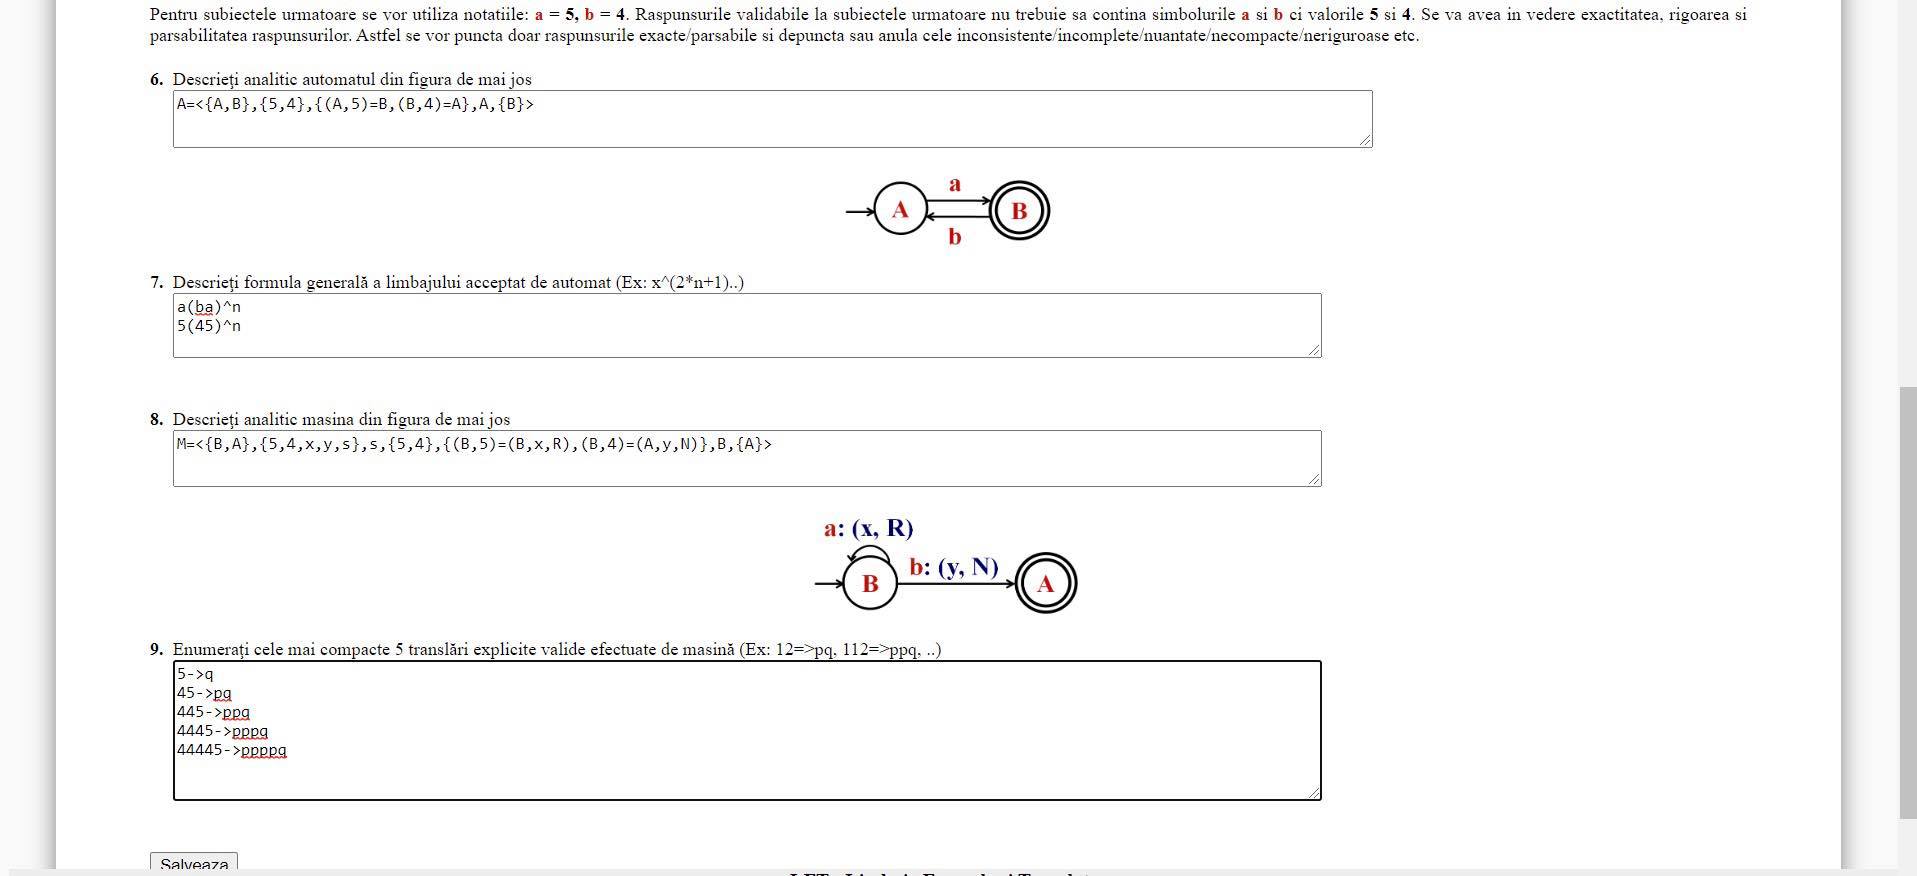 Pentru subiectele urmatoare se vor utiliza notatiile: a = 5, b = 4. Raspunsurile validabile la subiectele urmatoare nu trebuie sa contina simbolurile a si b ci valorile 5 si 4. Se va avea in vedere exactitatea, rigoarea si
parsabilitatea raspunsurilor. Astfel se vor puncta doar raspunsurile exacte/parsabile si depuncta sau anula cele inconsistente/incomplete/nuantate/necompacte/neriguroase etc.
6. Descrieți analitic automatul din figura de mai jos
A=<{A,B},{5,4},{(A,5)=B,(B,4)=A},A,{B}>
a
A B
b
7. Descrieți formula generală a limbajului acceptat de automat (Ex: x^(2*n+1)..)
a(ba)^n
5(45)^n
8. Descrieți analitic masina din figura de mai jos
M=<{B,A},{5,4,x,y,s},s,{5,4},{(B,5)=(B,x,R),(B,4)=(A,y,N)},B,{A}>
a: (x, R)
b: (y, N)
B A
9. Enumerați cele mai compacte 5 translări explicite valide efectuate de masină (Ex: 12=>pq, 112=>ppq, ..)
5->q
45->pq
445->ppq
4445->pppq
44445->ppppq
Salveaza